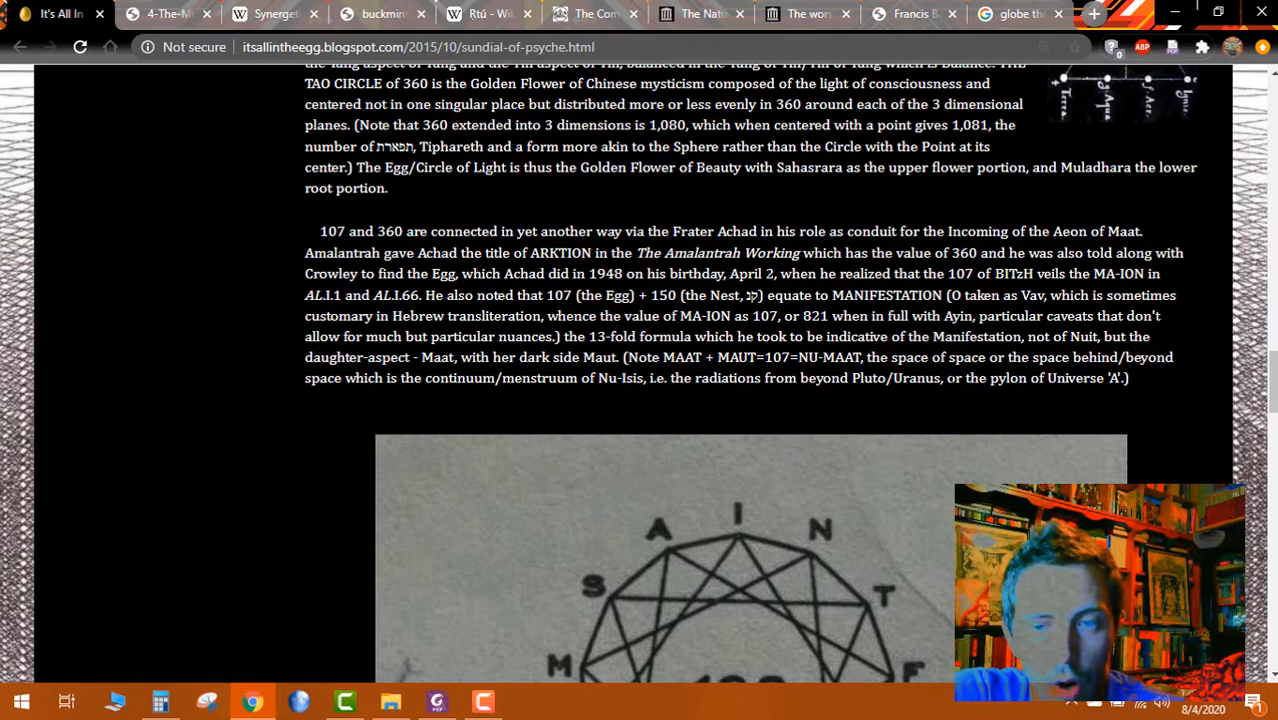 It's All In
4-The-M
Synerget
buckmins
Ṛtú - Wik
The Com
The Nate
The wors
Francis B
globe the
Not secure
itsallintheegg.blogspot.com/2015/10/sundial-of-psyche.html
TAO CIRCLE of 360 is the Golden Flower of Chinese mysticism composed of the light of consciousness and
centered not in one singular place but distributed more or less evenly in 360 around each of the 3 dimensional
planes. (Note that 360 extended into 3 dimensions is 1,080, which when centered with a point gives 1,081, the
number of תפארת, Tiphareth and a form more akin to the Sphere rather than the Circle with the Point at its
center.) The Egg/Circle of Light is thus the Golden Flower of Beauty with Sahasrara as the upper flower portion, and Muladhara the lower
root portion.
107 and 360 are connected in yet another way via the Frater Achad in his role as conduit for the Incoming of the Aeon of Maat.
Amalantrah gave Achad the title of ARKTION in the The Amalantrah Working which has the value of 360 and he was also told along with
Crowley to find the Egg, which Achad did in 1948 on his birthday, April 2, when he realized that the 107 of BITzH veils the MA-ION in
AL.I.1 and AL.I.66. He also noted that 107 (the Egg) + 150 (the Nest, קנ) equate to MANIFESTATION (O taken as Vav, which is sometimes
customary in Hebrew transliteration, whence the value of MA-ION as 107, or 821 when in full with Ayin, particular caveats that don't
allow for much but particular nuances.) the 13-fold formula which he took to be indicative of the Manifestation, not of Nuit, but the
daughter-aspect - Maat, with her dark side Maut. (Note MAAT + MAUT=107=NU-MAAT, the space of space or the space behind/beyond
space which is the continuum/menstruum of Nu-Isis, i.e. the radiations from beyond Pluto/Uranus, or the pylon of Universe 'A'.)
Terra
Aqua
Aer
Ignis
I
A N
S T
M F
8/4/2020